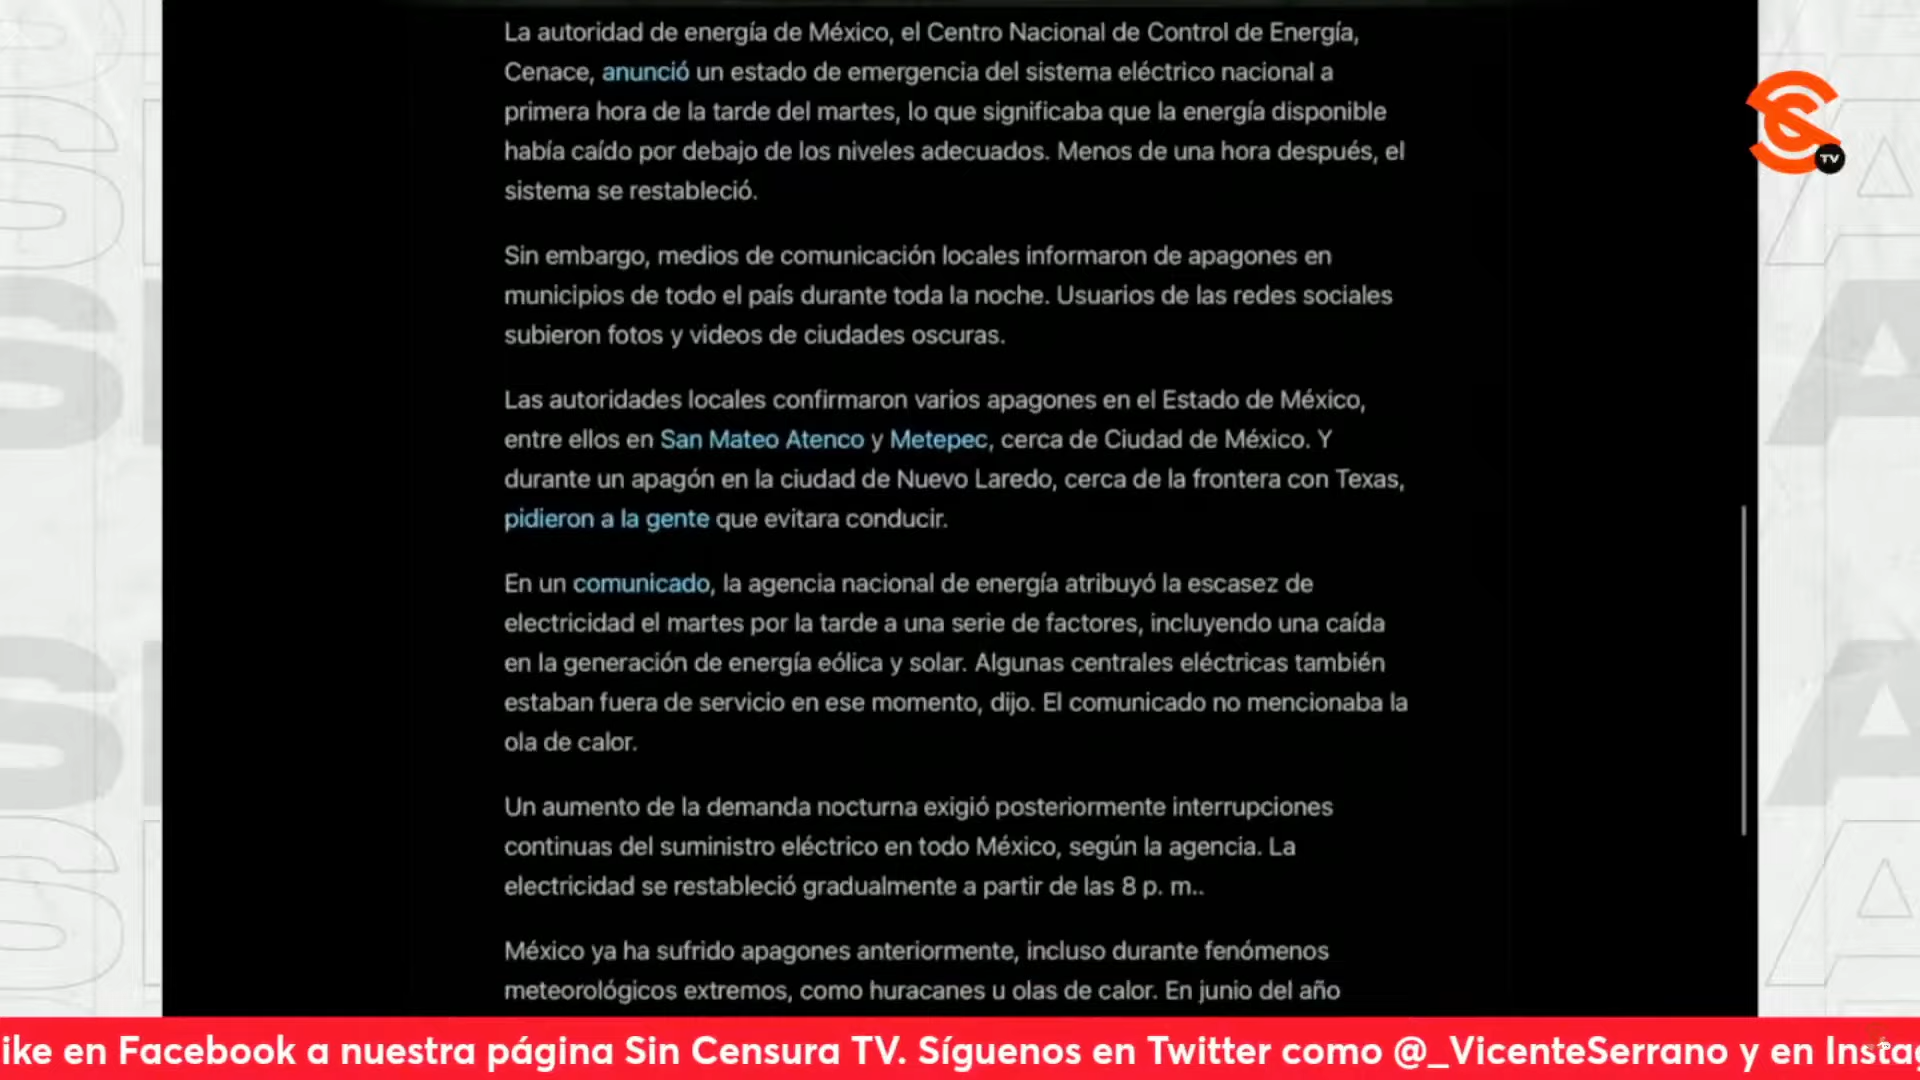 La autoridad de energía de México, el Centro Nacional de Control de Energía,
Cenace, anunció un estado de emergencia del sistema eléctrico nacional a
primera hora de la tarde del martes, lo que significaba que la energía disponible
había caído por debajo de los niveles adecuados. Menos de una hora después, el
sistema se restableció.
Sin embargo, medios de comunicación locales informaron de apagones en
municipios de todo el país durante toda la noche. Usuarios de las redes sociales
subieron fotos y videos de ciudades oscuras.
Las autoridades locales confirmaron varios apagones en el Estado de México,
entre ellos en San Mateo Atenco y Metepec, cerca de Ciudad de México. Y
durante un apagón en la ciudad de Nuevo Laredo, cerca de la frontera con Texas,
pidieron a la gente que evitara conducir.
En un comunicado, la agencia nacional de energía atribuyó la escasez de
electricidad el martes por la tarde a una serie de factores, incluyendo una caída
en la generación de energía eólica y solar. Algunas centrales eléctricas también
estaban fuera de servicio en ese momento, dijo. El comunicado no mencionaba la
ola de calor.
Un aumento de la demanda nocturna exigió posteriormente interrupciones
continuas del suministro eléctrico en todo México, según la agencia. La
electricidad se restableció gradualmente a partir de las 8 p. m..
México ya ha sufrido apagones anteriormente, incluso durante fenómenos
meteorológicos extremos, como huracanes u olas de calor. En junio del año
TV
ike en Facebook a nuestra página Sin Censura TV. Síguenos en Twitter como @_VicenteSerrano y en Instag